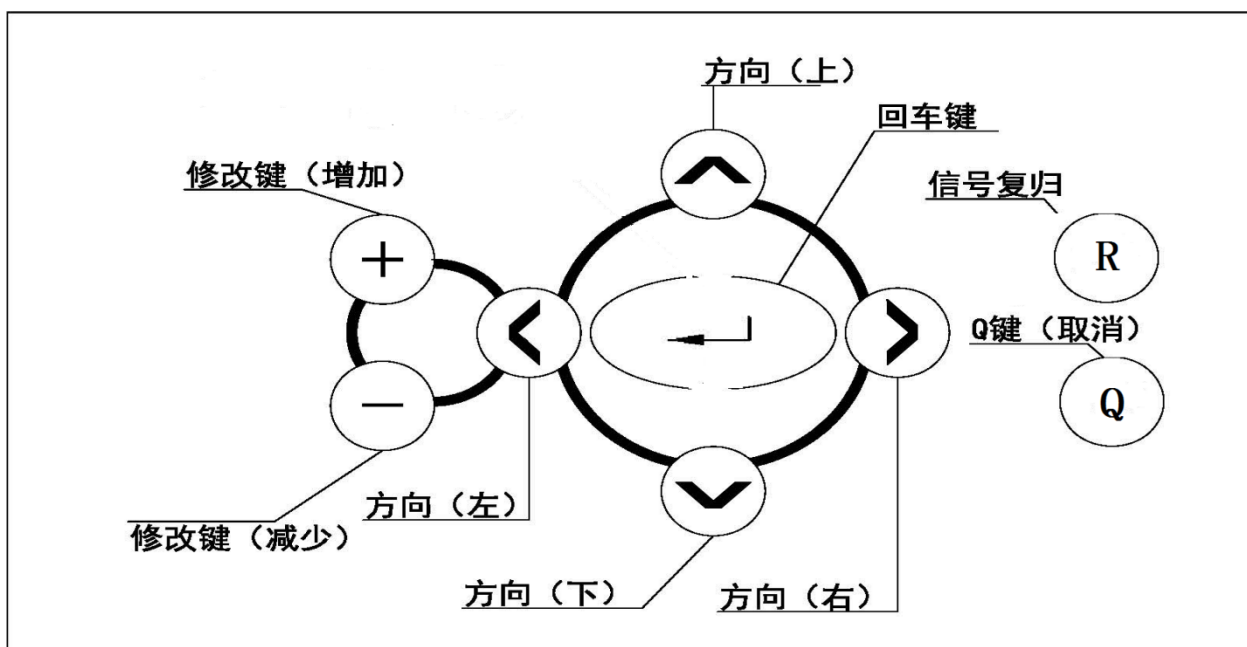 方向（上）
回车键
修改键（增加）
信号复归
+
R
Q键（取消）
Q
−
方向（左）
修改键（减少）
方向（下）
方向（右）